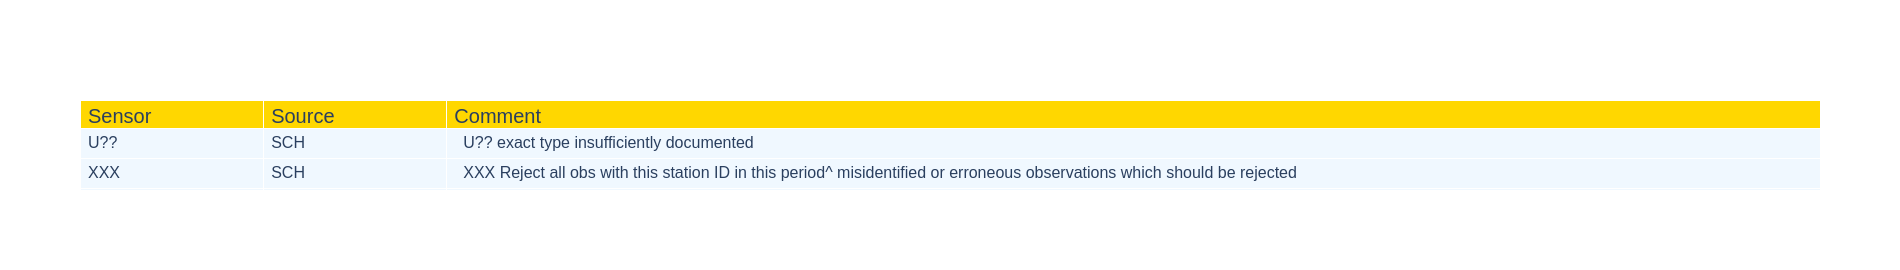 Sensor Source Comment
U?? SCH U?? exact type insufficiently documented
XXX SCH XXX Reject all obs with this station ID in this period^ misidentified or erroneous observations which should be rejected